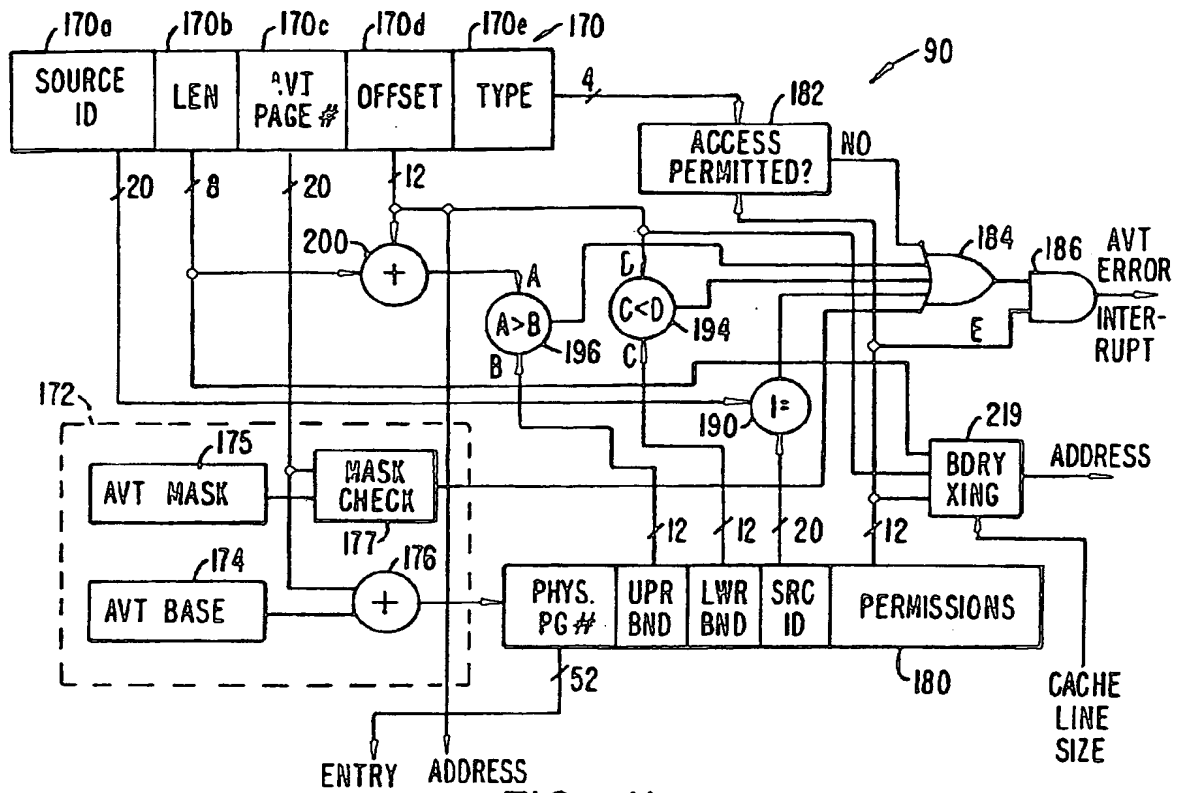 170a 170b 170c 170d 170e 170
SOURCE ID LEN AVT PAGE # OFFSET TYPE
90
4
182
ACCESS PERMITTED?
NO
20 8 20 12
200
+
A
A>B
196
B
D
C<D
194
C
184
186
AVT ERROR
INTER-
RUPT
E
172
175
AVT MASK
MASK CHECK
177
190
!=
219
BDRY XING
ADDRESS
174
AVT BASE
176
+
12 12 20 12
PHYS. PG # UPR BND LWR BND SRC ID PERMISSIONS
52
180
CACHE
LINE
SIZE
ENTRY ADDRESS